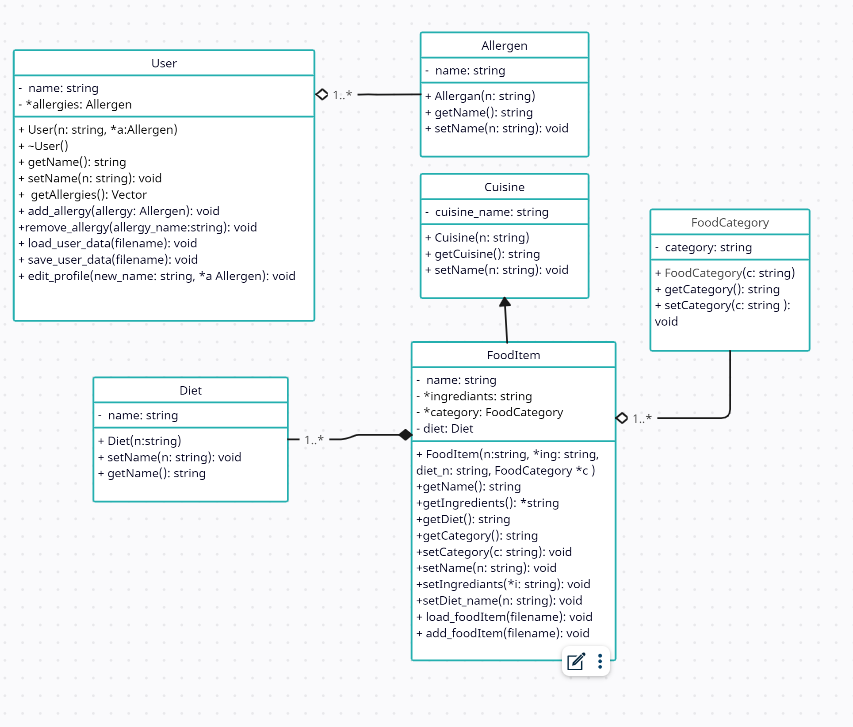 User
-  name: string
- *allergies: Allergen
+ User(n: string, *a:Allergen)
+ ~User()
+ getName(): string
+ setName(n: string): void
+  getAllergies(): Vector
+ add_allergy(allergy: Allergen): void
+remove_allergy(allergy_name:string): void
+ load_user_data(filename): void
+ save_user_data(filename): void
+ edit_profile(new_name: string, *a Allergen): void
1..*
Allergen
-  name: string
+ Allergan(n: string)
+ getName(): string
+ setName(n: string): void
Cuisine
-  cuisine_name: string
+ Cuisine(n: string)
+ getCuisine(): string
+ setName(n: string): void
FoodCategory
-  category: string
+ FoodCategory(c: string)
+ getCategory(): string
+ setCategory(c: string ):
void
Diet
-  name: string
+ Diet(n:string)
+ setName(n: string): void
+ getName(): string
1..*
FoodItem
-  name: string
- *ingrediants: string
- *category: FoodCategory
- diet: Diet
+ FoodItem(n:string, *ing: string,
diet_n: string, FoodCategory *c )
+getName(): string
+getIngredients(): *string
+getDiet(): string
+getCategory(): string
+setCategory(c: string): void
+setName(n: string): void
+setIngrediants(*i: string): void
+setDiet_name(n: string): void
+ load_foodItem(filename): void
+ add_foodItem(filename): void
1..*